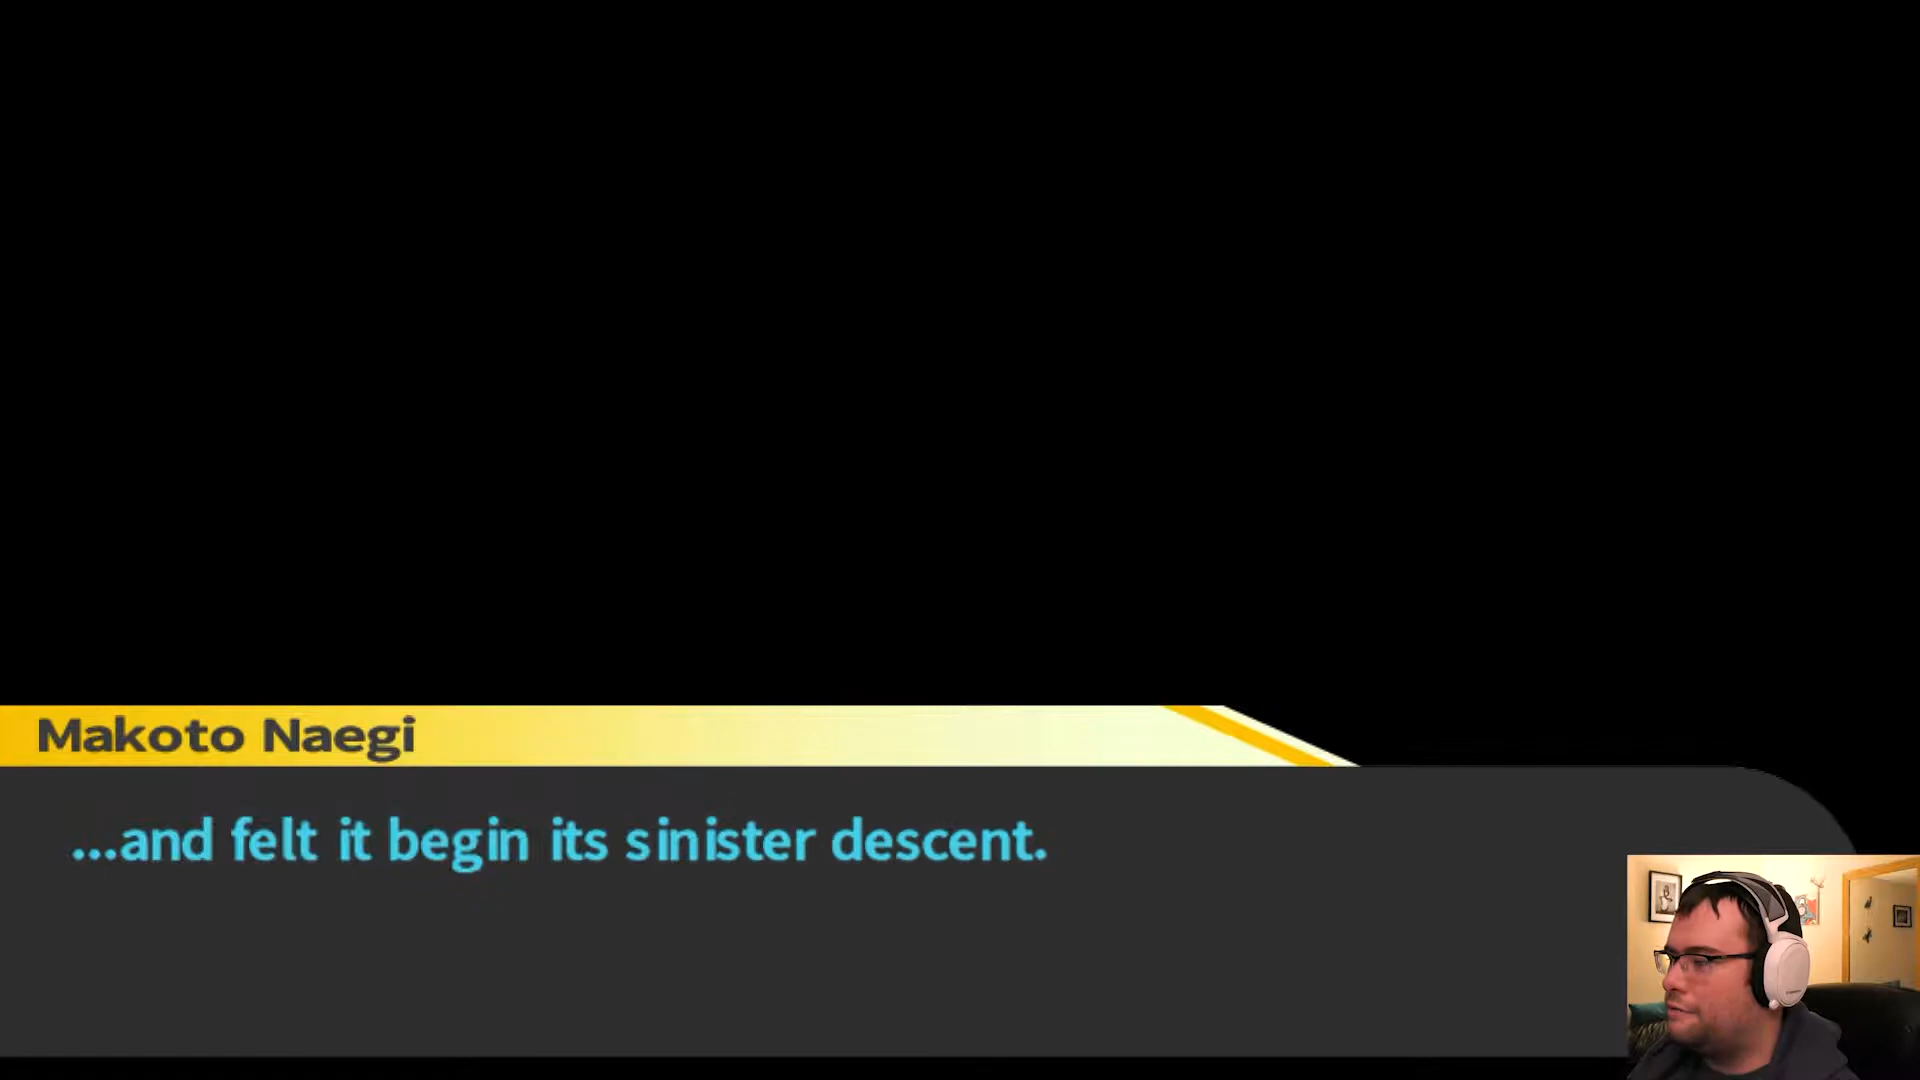 Makoto Naegi
...and felt it begin its sinister descent.